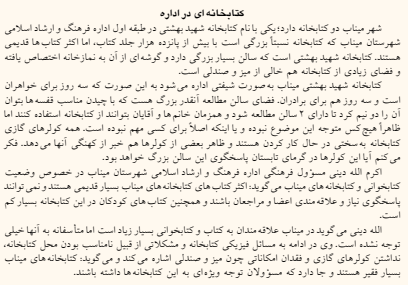 کتابخانه‌ای در اداره
شهر میناب دو کتابخانه دارد؛ یکی با نام کتابخانه شهید بهشتی در طبقه اول اداره فرهنگ و ارشاد اسلامی
شهرستان میناب که کتابخانه نسبتاً بزرگی است با بیش از پانزده هزار جلد کتاب، اما اکثر کتاب‌ها قدیمی
هستند. کتابخانه شهید بهشتی که سالن بسیار بزرگی دارد و گوشه‌ای از آن به نمازخانه اختصاص یافته
و فضای زیادی از کتابخانه هم خالی از میز و صندلی است.
کتابخانه شهید بهشتی میناب به‌صورت شیفتی اداره می‌شود به این صورت که سه روز برای خواهران
است و سه روز هم برای برادران. فضای سالن مطالعه آنقدر بزرگ هست که با چیدن مناسب قفسه‌ها بتوان
آن را دو نیم کرد تا دارای ۲ سالن مطالعه شود و همزمان خانم‌ها و آقایان بتوانند از کتابخانه استفاده کنند اما
ظاهراً هیچ‌کس متوجه این موضوع نبوده و یا اینکه اصلاً برای کسی مهم نبوده است. همه کولرهای گازی
کتابخانه به‌سختی در حال کار کردن هستند و ظاهر بعضی از کولرها هم خبر از کهنگی آنها می‌دهد. فکر
می‌کنم آیا این کولرها در گرمای تابستان پاسخگوی این سالن بزرگ خواهد بود.
اکرم الله دینی مسؤول فرهنگی اداره فرهنگ و ارشاد اسلامی شهرستان میناب در خصوص وضعیت
کتابخوانی و کتابخانه‌های میناب می‌گوید: اکثر کتاب های کتابخانه‌های میناب بسیار قدیمی هستند و نمی‌توانند
پاسخگوی نیاز و علاقه‌مندی اعضا و مراجعان باشند و همچنین کتاب‌های کودکان در این کتابخانه بسیار کم
است.
الله دینی می‌گوید در میناب علاقه‌مندان به کتاب و کتابخوانی بسیار زیاد است اما متأسفانه به آنها خیلی
توجه نشده است. وی در ادامه به مسائل فیزیکی کتابخانه و مشکلاتی از قبیل نامناسب بودن محل کتابخانه،
نداشتن کولرهای گازی و فقدان امکاناتی چون میز و صندلی اشاره می‌کند و می‌گوید: کتابخانه‌های میناب
بسیار فقیر هستند و جا دارد که مسؤولان توجه ویژه‌ای به این کتابخانه‌ها داشته باشند.